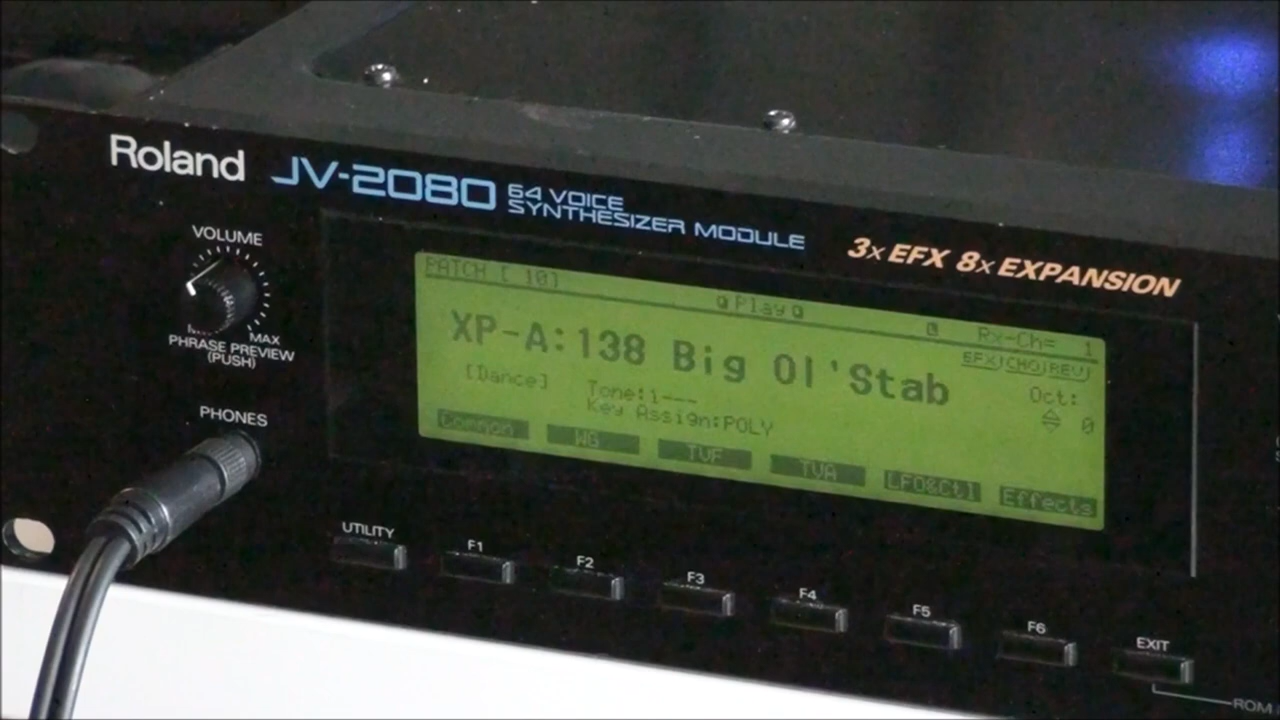 Roland JV-2080 64 VOICE
SYNTHESIZER MODULE
3x EFX 8x EXPANSION
VOLUME
MAX
PHRASE PREVIEW
(PUSH)
PHONES
PATCH [ 10] Play Rx-Ch= 1
XP-A:138 Big Ol'Stab
EFX CHO REV
[Dance] Tone:1---
Key Assign:POLY
Oct:
0
Common WG TVF TVA LFO&Ctl Effects
UTILITY F1 F2 F3 F4 F5 F6 EXIT
ROM